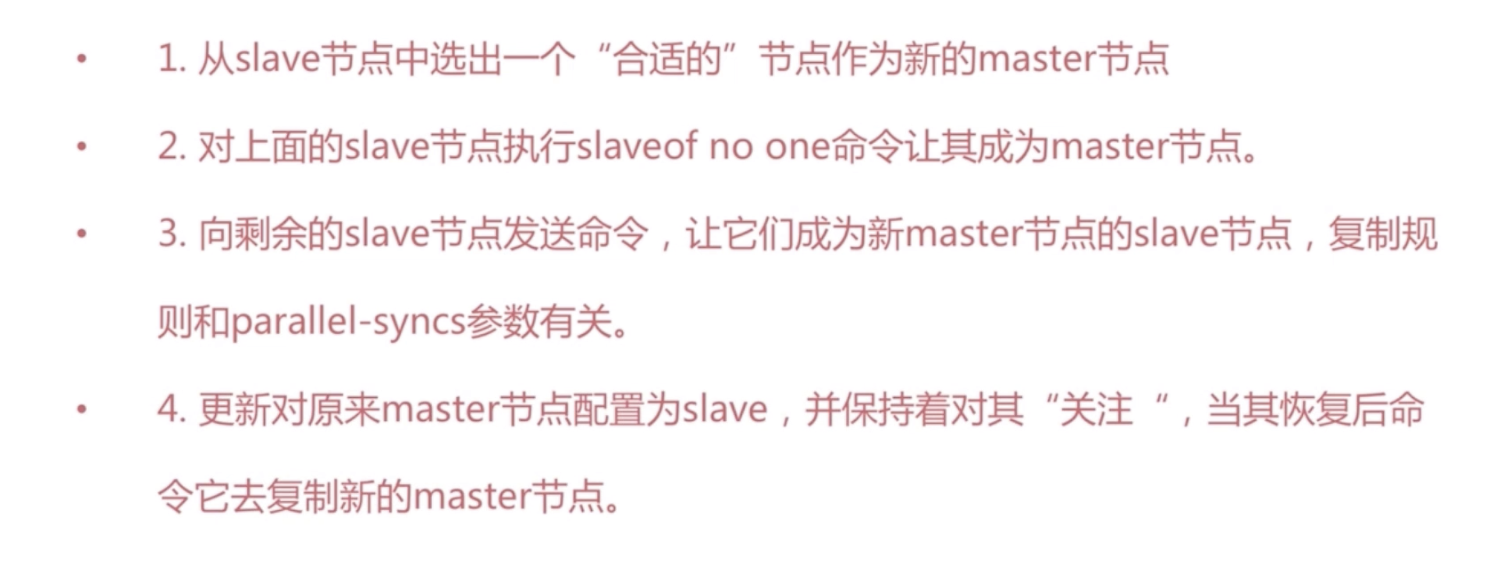 • 1. 从slave节点中选出一个“合适的”节点作为新的master节点
• 2. 对上面的slave节点执行slaveof no one命令让其成为master节点。
• 3. 向剩余的slave节点发送命令，让它们成为新master节点的slave节点，复制规
则和parallel-syncs参数有关。
• 4. 更新对原来master节点配置为slave，并保持着对其“关注“，当其恢复后命
令它去复制新的master节点。